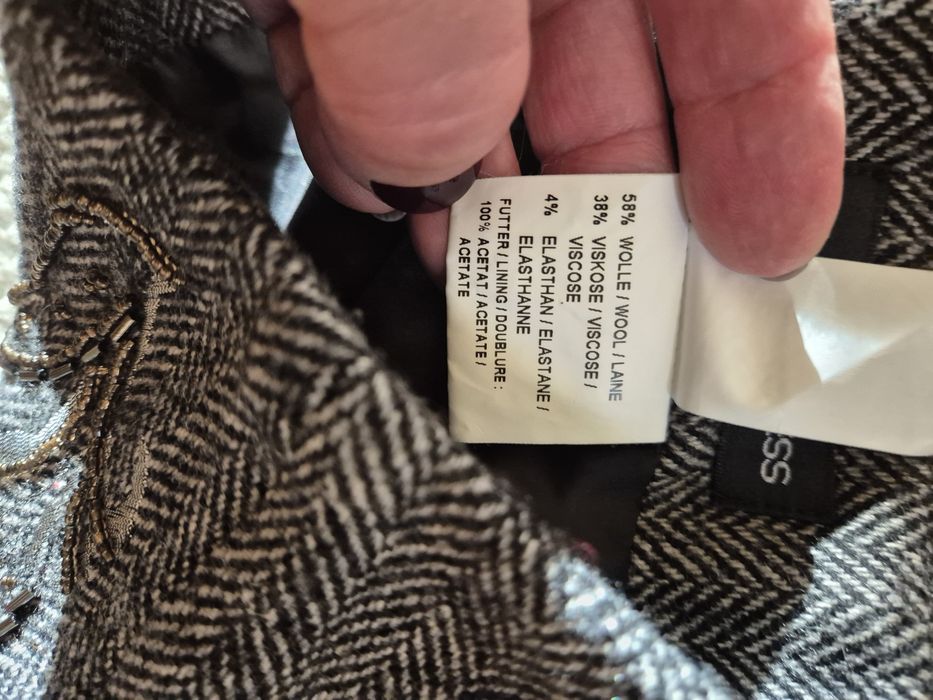 58% WOLLE / WOOL / LAINE
38% VISKOSE / VISCOSE /
VISCOSE
4% ELASTHAN / ELASTANE /
ELASTHANNE
FUTTER / LINING / DOUBLURE :
100% ACETAT / ACETATE /
ACETATE
SS